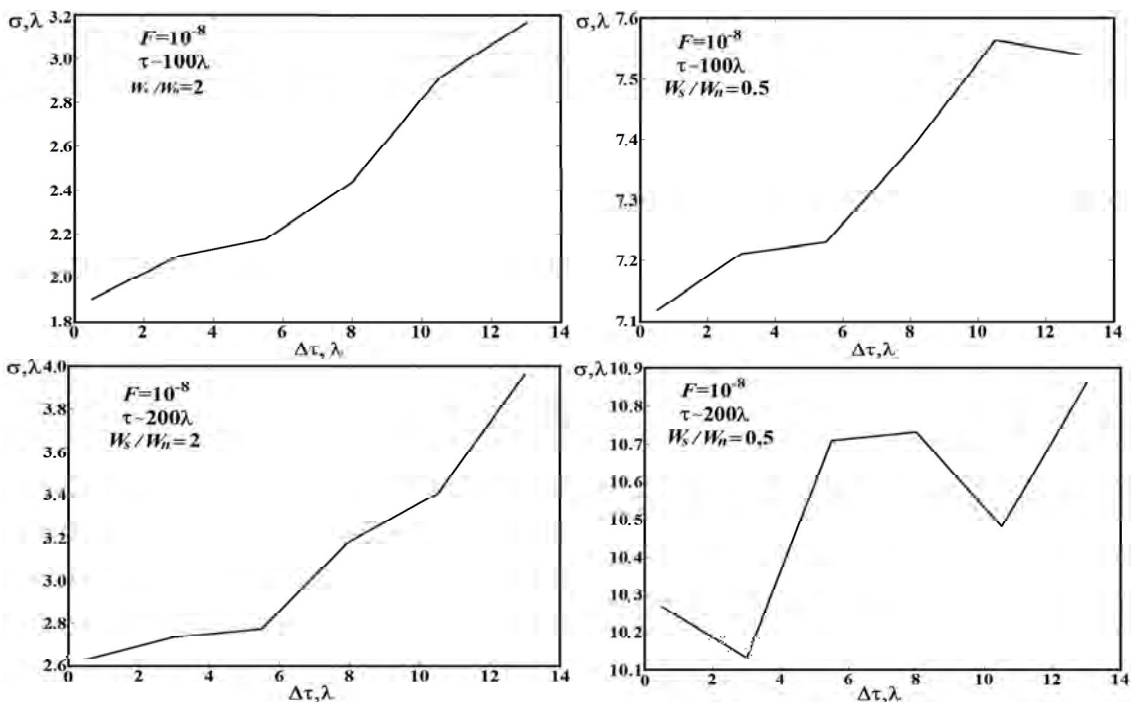 σ,λ
3.2
3.0
2.8
2.6
2.4
2.2
2.0
1.8
F=10⁻⁸
τ~100λ
Wₛ/Wₙ=2
0 2 4 6 8 10 12 14
Δτ, λ
σ,λ
7.6
7.5
7.4
7.3
7.2
7.1
F=10⁻⁸
τ~100λ
Wₛ/Wₙ=0.5
0 2 4 6 8 10 12 14
Δτ,λ
σ,λ
4.0
3.8
3.6
3.4
3.2
3.0
2.8
2.6
F=10⁻⁸
τ~200λ
Wₛ/Wₙ=2
0 2 4 6 8 10 12 14
Δτ,λ
σ,λ
10.9
10.8
10.7
10.6
10.5
10.4
10.3
10.2
10.1
F=10⁻⁸
τ~200λ
Wₛ/Wₙ=0,5
0 2 4 6 8 10 12 14
Δτ,λ